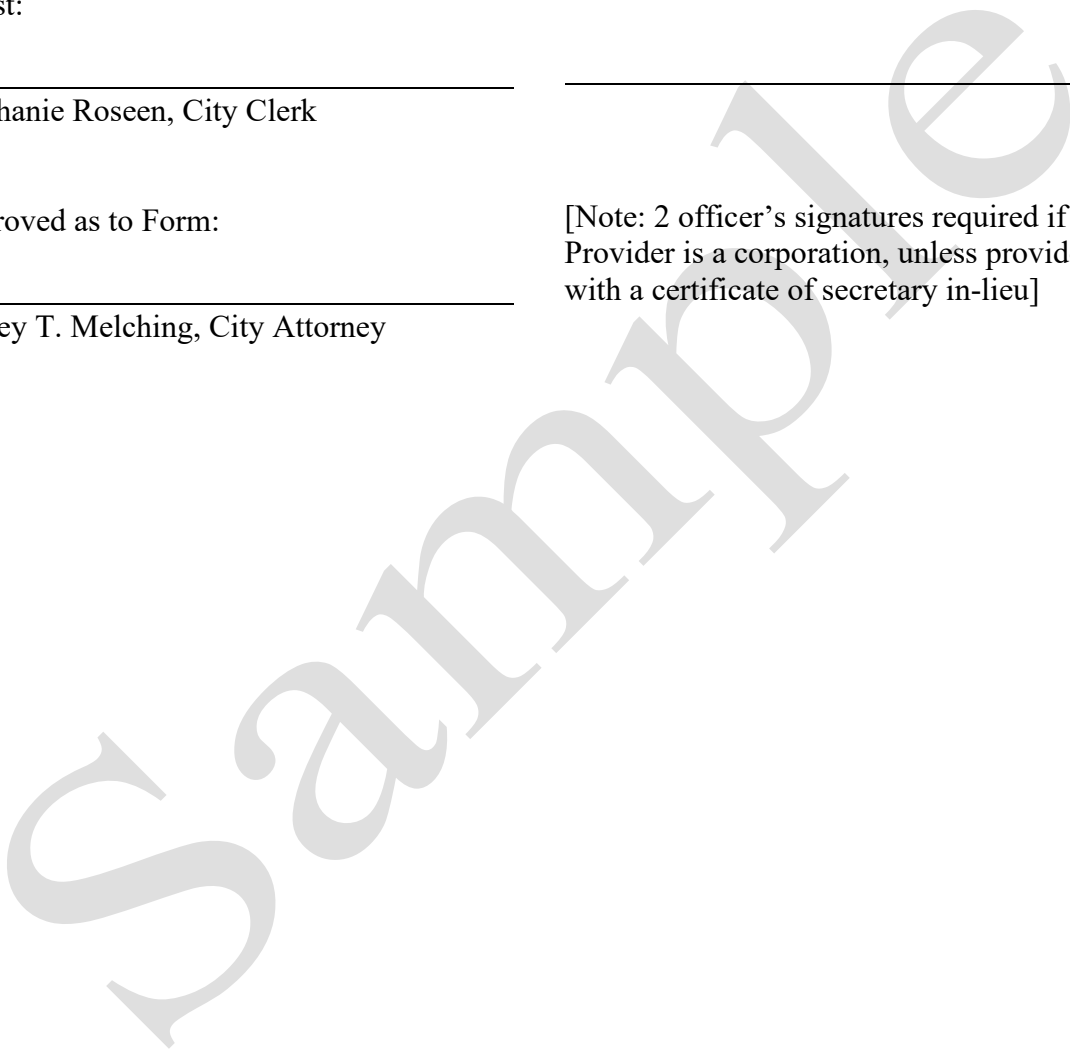 st:
hanie Roseen, City Clerk
roved as to Form:
ey T. Melching, City Attorney
[Note: 2 officer’s signatures required if
Provider is a corporation, unless provid
with a certificate of secretary in-lieu]
Sample